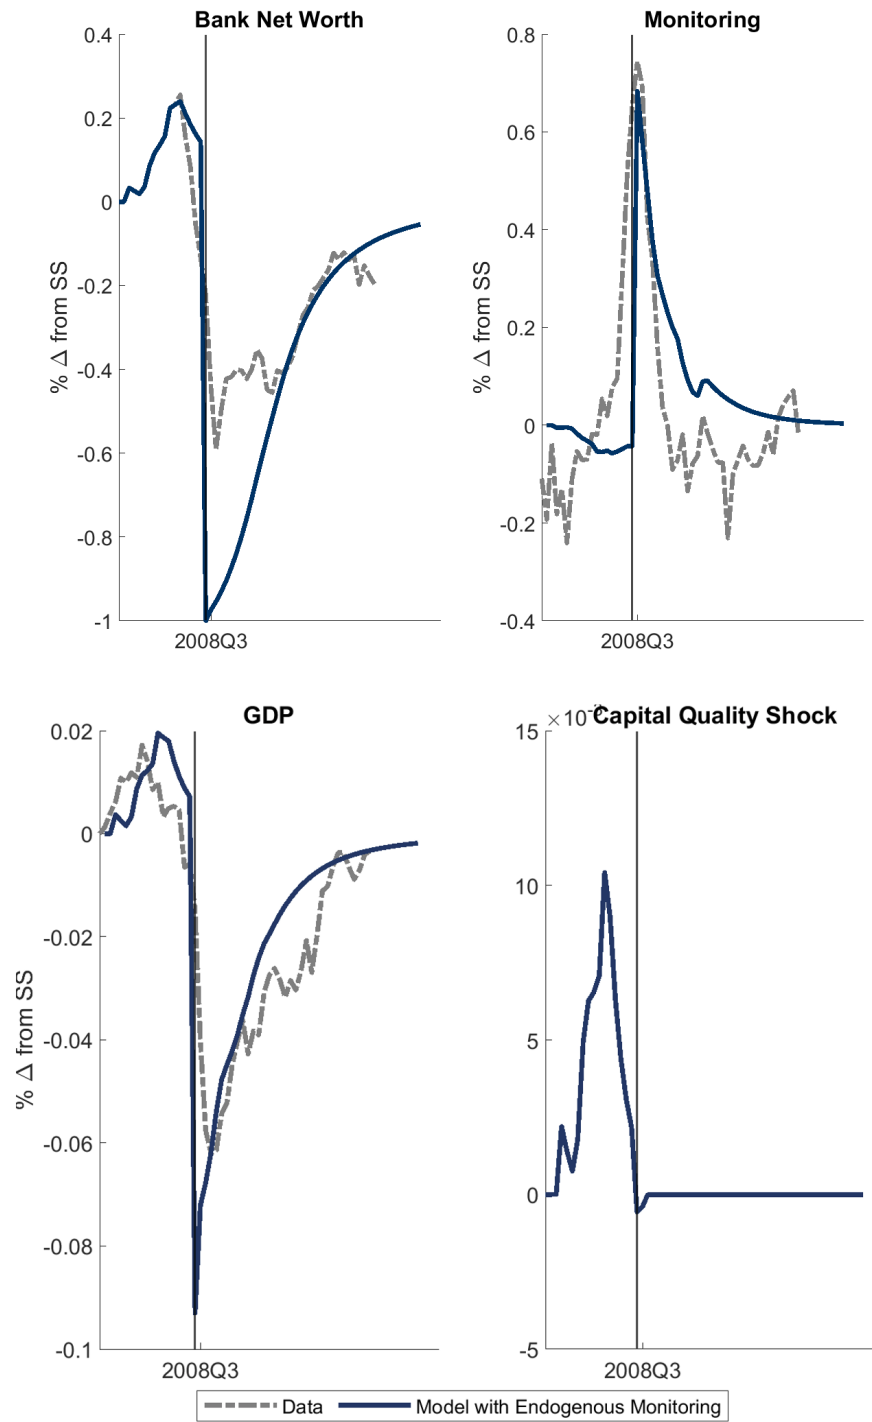 Bank Net Worth
0.4
0.2
0
-0.2
-0.4
-0.6
-0.8
-1
% Δ from SS
2008Q3
Monitoring
0.8
0.6
0.4
0.2
0
-0.2
-0.4
% Δ from SS
2008Q3
GDP
0.02
0
-0.02
-0.04
-0.06
-0.08
-0.1
% Δ from SS
2008Q3
×10-3 Capital Quality Shock
15
10
5
0
-5
2008Q3
Data Model with Endogenous Monitoring